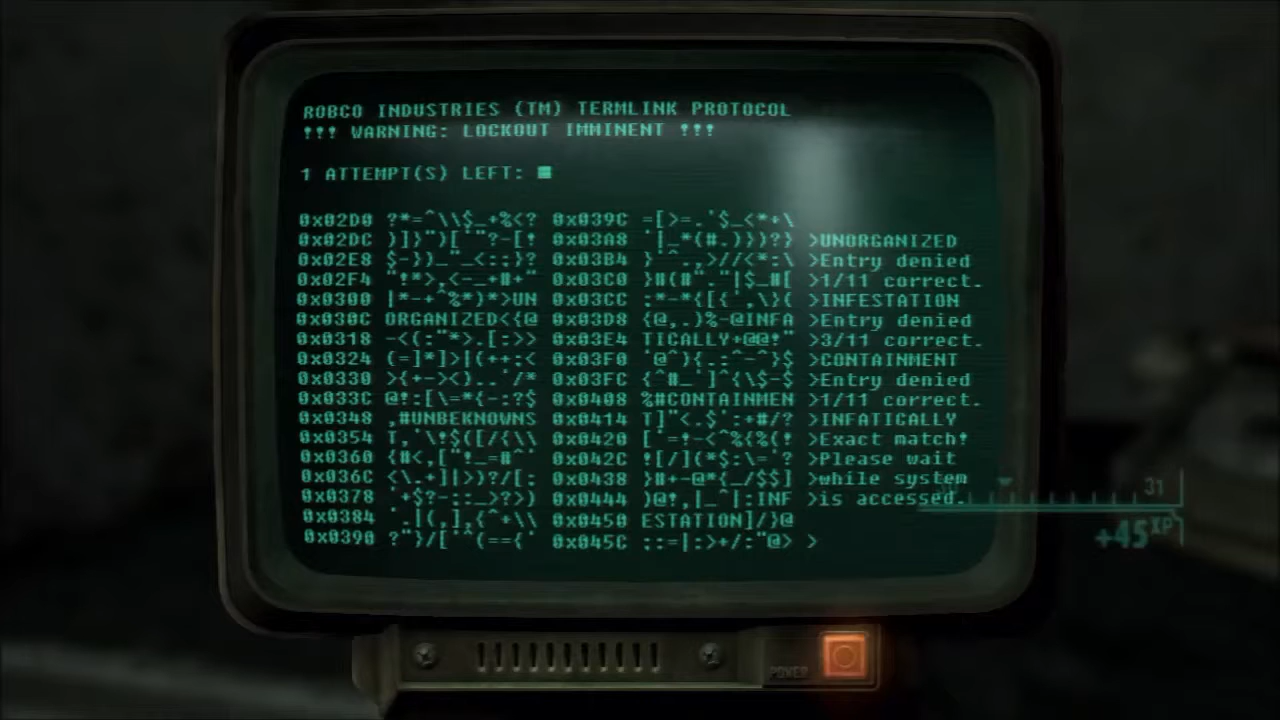 ROBCO INDUSTRIES (TM) TERMLINK PROTOCOL
!!! WARNING: LOCKOUT IMMINENT !!!
1 ATTEMPT(S) LEFT: ■
0x02D0 ?*=^\\$_+%<? 0x039C =[>=.'$_<*+\
0x02DC )]}")[¨"?-[! 0x03A8 '|_*(#.)})?} >UNORGANIZED
0x02E8 $-})_"_<::}? 0x03B4 }'^.,>//<*:\ >Entry denied
0x02F4 "!*>,<-_+#+" 0x03C0 }#(#"."|$_#[ >1/11 correct.
0x0300 |*-+^%*)*>UN 0x03CC :*-*{[{',\}( >INFESTATION
0x030C ORGANIZED<{@ 0x03D8 {@,.)%-@INFA >Entry denied
0x0318 -<(:"*>.[:>> 0x03E4 TICALLY+@@!" >3/11 correct.
0x0324 (=]*]>|(++:< 0x03F0 '@^){.:^-^}$ >CONTAINMENT
0x0330 >{+-><)..'/* 0x03FC {^#_']^{\$-$ >Entry denied
0x033C @!:[\=*{-:?$ 0x0408 %#CONTAINMEN >1/11 correct.
0x0348 ,#UNBEKNOWNS 0x0414 T]"<.$':+#/? >INFATICALLY
0x0354 T,'\!$([/{\\ 0x0420 ['=!-<^%{%(! >Exact match!
0x0360 {#<,["!_=#^' 0x042C ![/](*$:\='? >Please wait
0x036C <\.+]|>)?/[: 0x0438 }#+-@*{_/$$] >while system
0x0378 '+$?-::_>?>) 0x0444 )@!,|_^|:INF >is accessed.
0x0384 '.|(,],{^+\\ 0x0450 ESTATION]/}@
0x0390 ?"}/['^(=={' 0x045C ::=|:>+/:"@> >
31
+45 XP
POWER